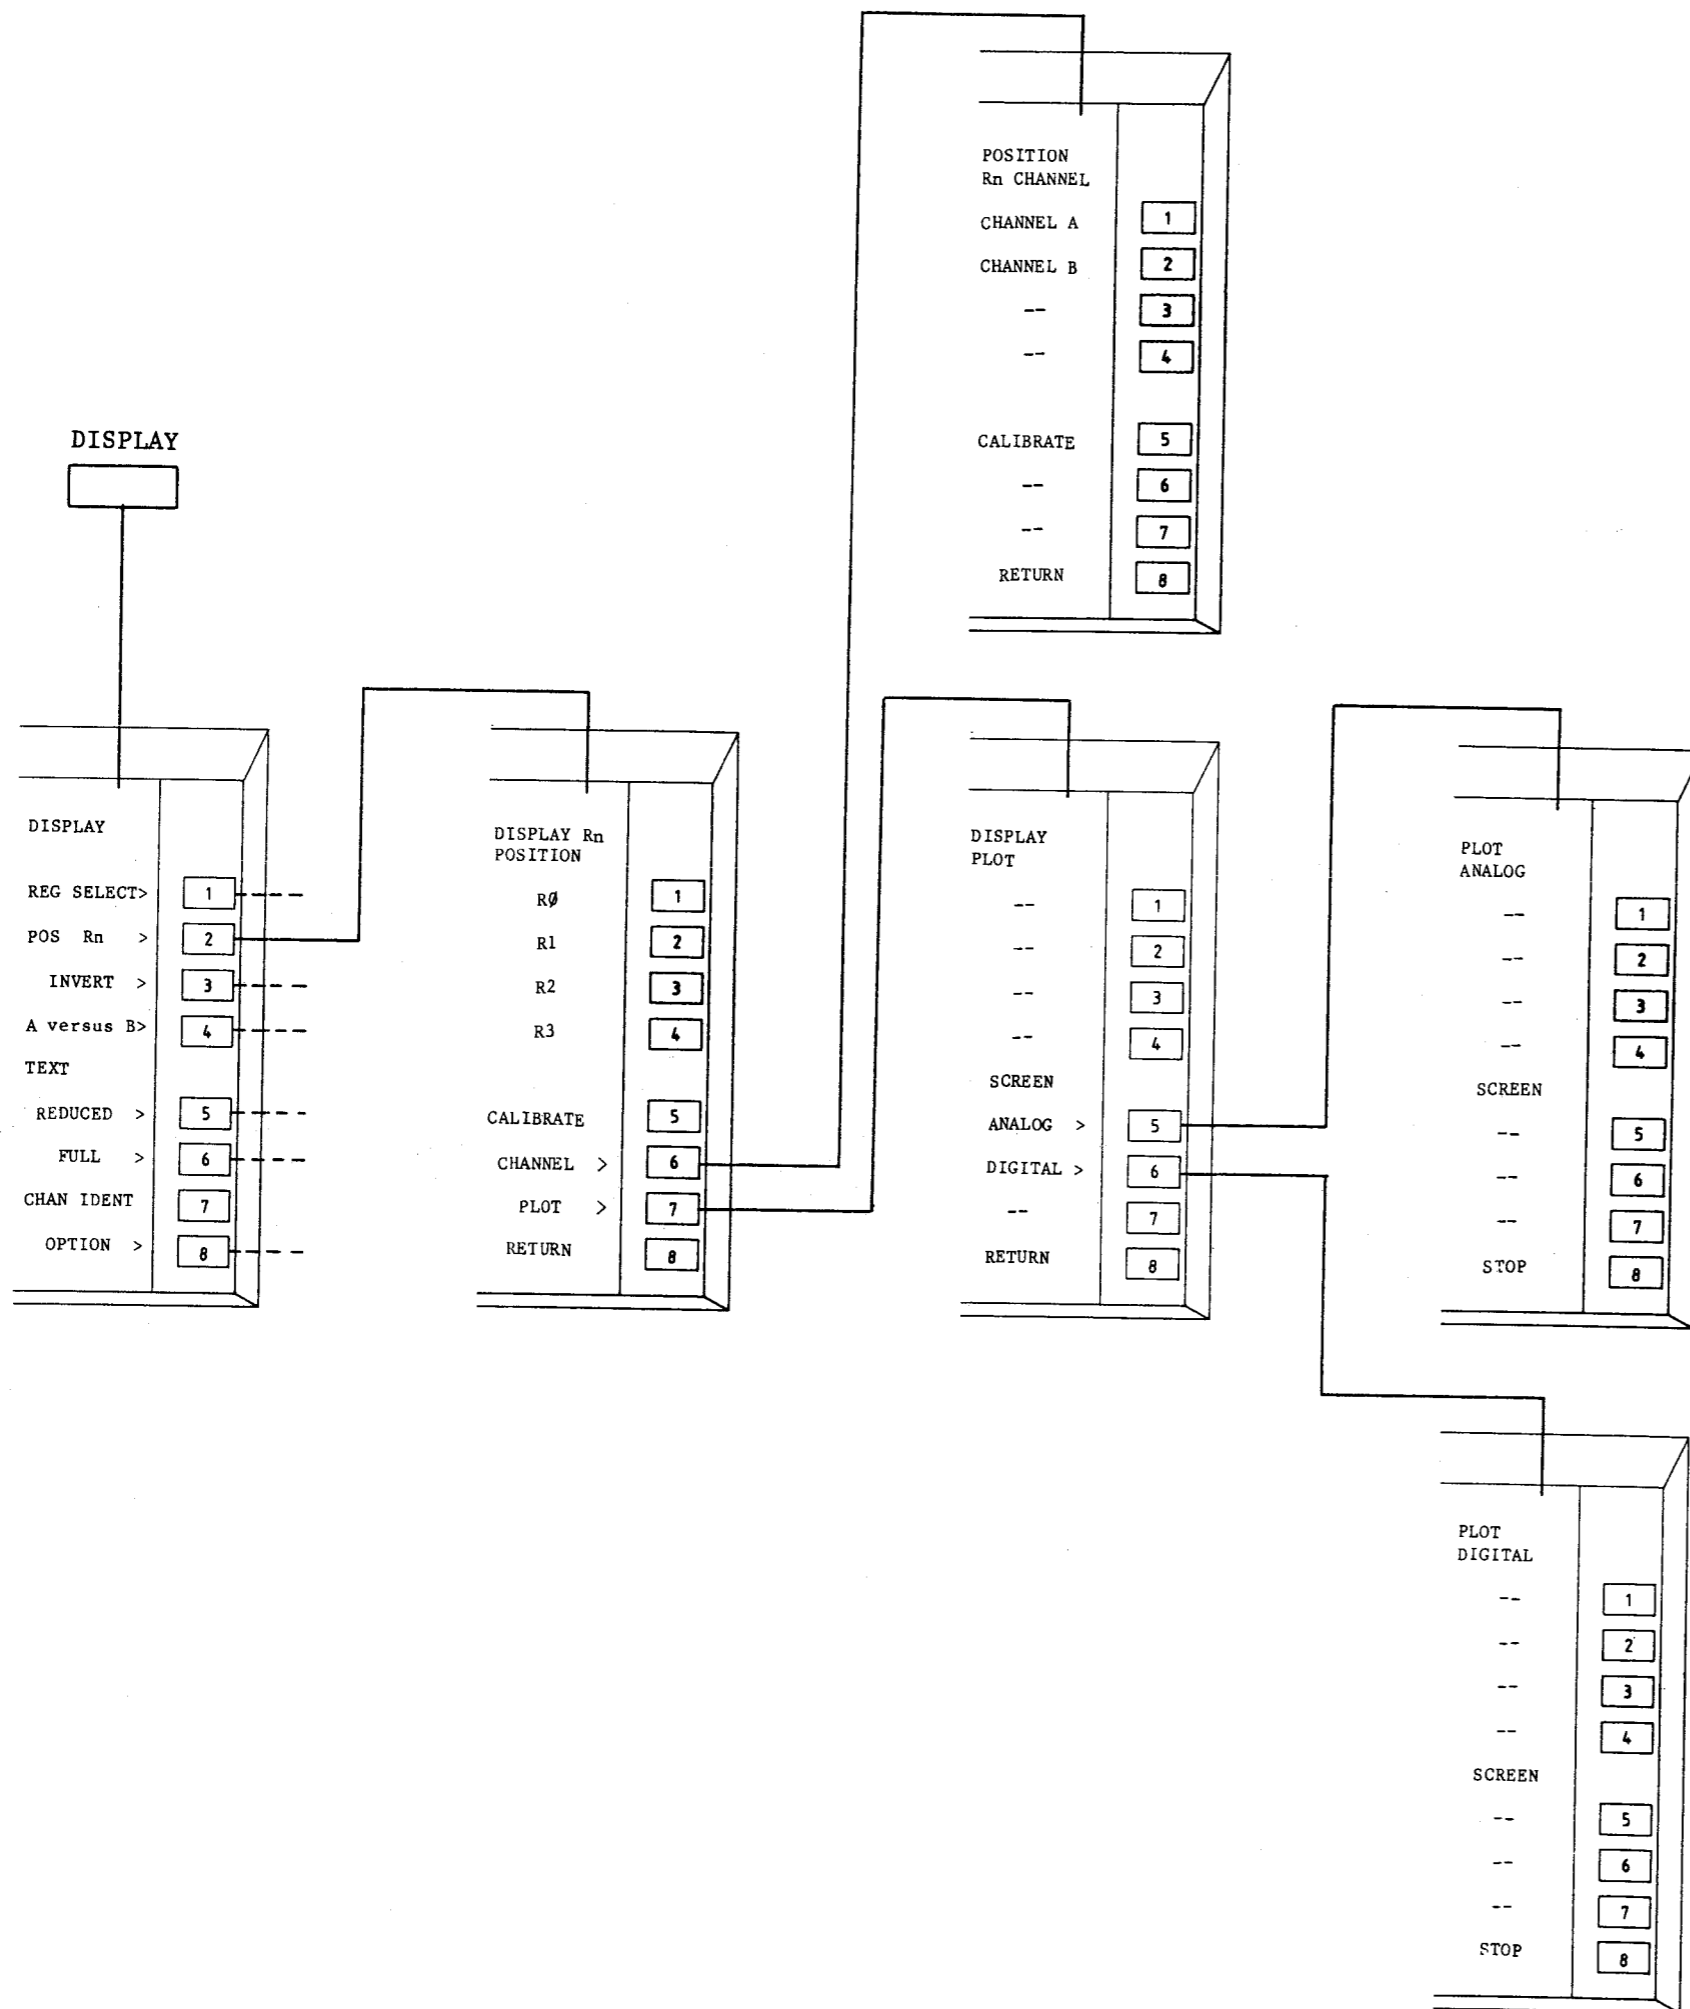 DISPLAY
DISPLAY
REG SELECT> 1
POS Rn > 2
INVERT > 3
A versus B> 4
TEXT
REDUCED > 5
FULL > 6
CHAN IDENT 7
OPTION > 8
DISPLAY Rn
POSITION
RØ 1
R1 2
R2 3
R3 4
CALIBRATE 5
CHANNEL > 6
PLOT > 7
RETURN 8
POSITION
Rn CHANNEL
CHANNEL A 1
CHANNEL B 2
-- 3
-- 4
CALIBRATE 5
-- 6
-- 7
RETURN 8
DISPLAY
PLOT
-- 1
-- 2
-- 3
-- 4
SCREEN
ANALOG > 5
DIGITAL > 6
-- 7
RETURN 8
PLOT
ANALOG
-- 1
-- 2
-- 3
-- 4
SCREEN
-- 5
-- 6
-- 7
STOP 8
PLOT
DIGITAL
-- 1
-- 2
-- 3
-- 4
SCREEN
-- 5
-- 6
-- 7
STOP 8